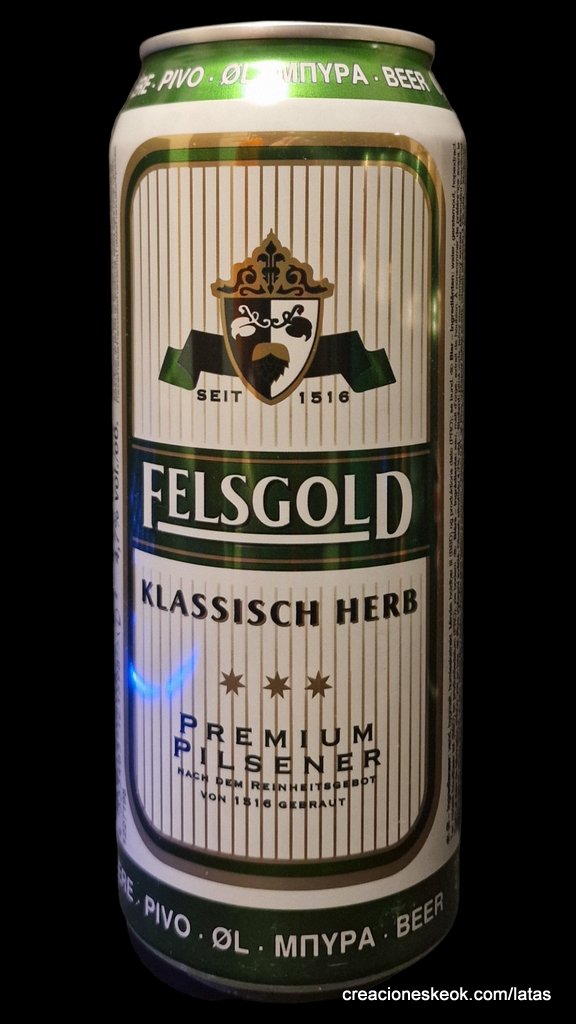 PIVO · ØL · ΜΠΥΡΑ · BEER
SEIT 1516
FELSGOLD
KLASSISCH HERB
PREMIUM
PILSENER
NACH DEM REINHEITSGEBOT
VON 1516 GEBRAUT
PIVO · ØL · ΜΠΥΡΑ · BEER
creacioneskeok.com/latas